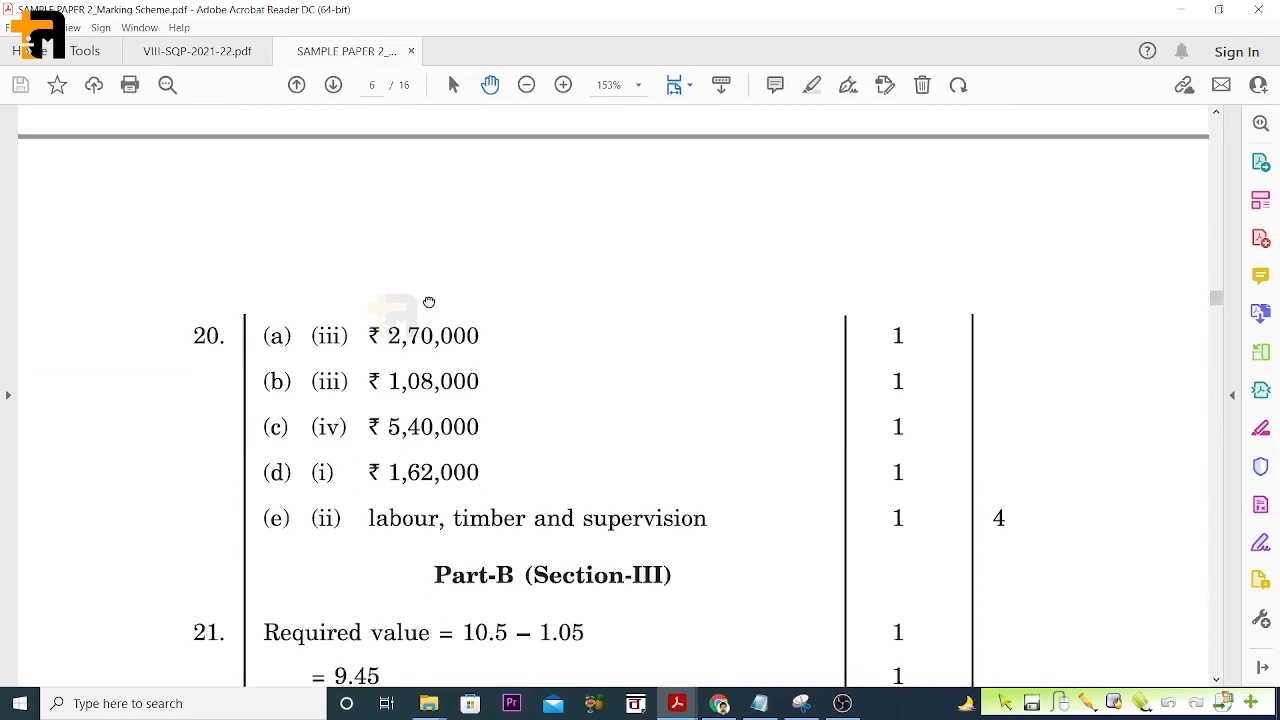 SAMPLE PAPER 2_Marking Scheme.pdf - Adobe Acrobat Reader DC (64-bit)
View Sign Window Help
Tools VIII-SQP-2021-22.pdf SAMPLE PAPER 2_... × Sign In
6 / 16 153%
20. (a) (iii) ₹ 2,70,000 1
(b) (iii) ₹ 1,08,000 1
(c) (iv) ₹ 5,40,000 1
(d) (i) ₹ 1,62,000 1
(e) (ii) labour, timber and supervision 1 4
Part-B (Section-III)
21. Required value = 10.5 – 1.05 1
= 9.45 1
Type here to search Pr